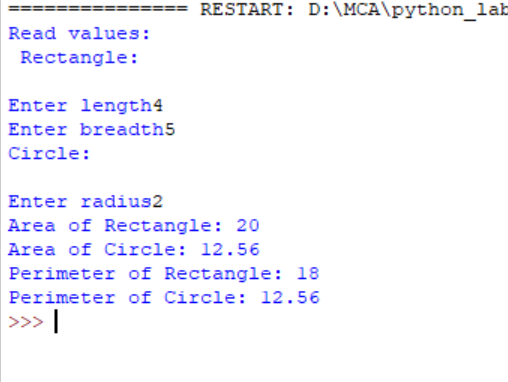 =============== RESTART: D:\MCA\python_lab
Read values:
 Rectangle:

Enter length4
Enter breadth5
Circle:

Enter radius2
Area of Rectangle: 20
Area of Circle: 12.56
Perimeter of Rectangle: 18
Perimeter of Circle: 12.56
>>>